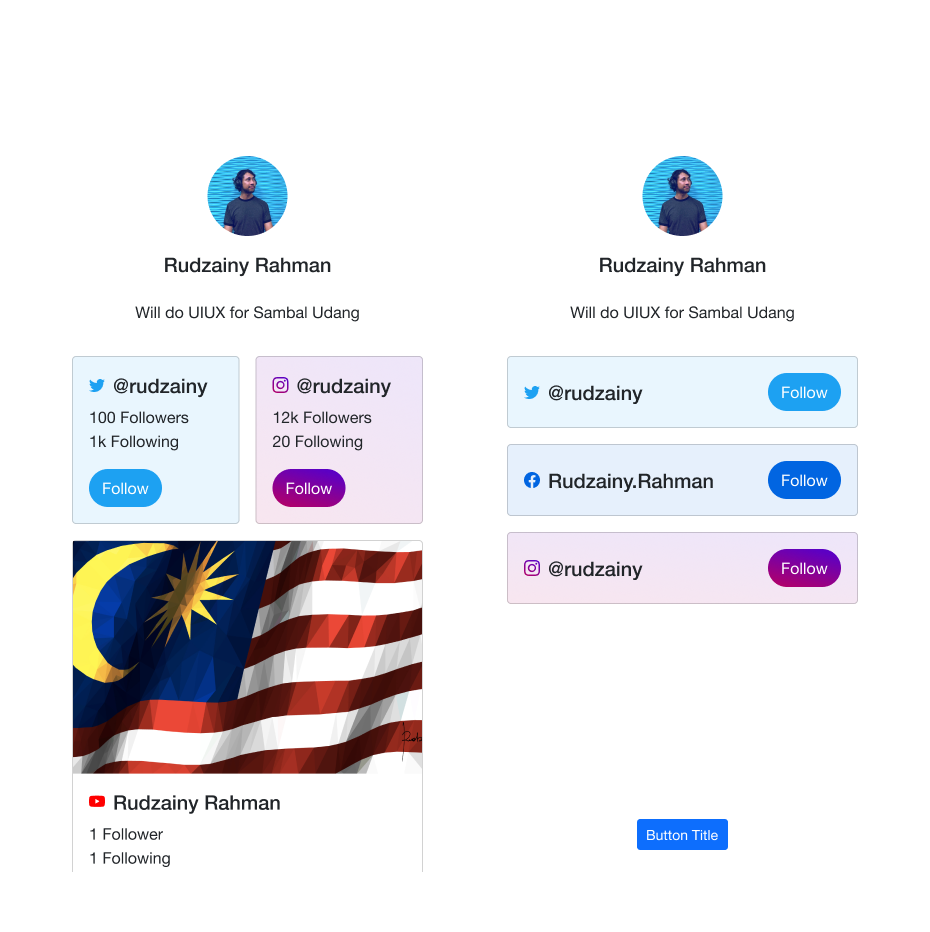 Rudzainy Rahman
Will do UIUX for Sambal Udang
@rudzainy
100 Followers
1k Following
Follow
@rudzainy
12k Followers
20 Following
Follow
Rudzainy Rahman
1 Follower
1 Following
Rudzainy Rahman
Will do UIUX for Sambal Udang
@rudzainy
Follow
Rudzainy.Rahman
Follow
@rudzainy
Follow
Button Title